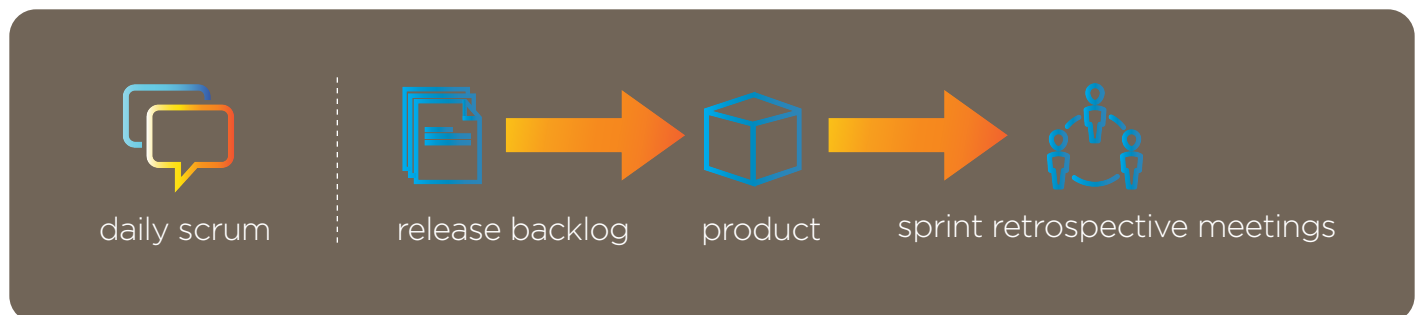 daily scrum
release backlog
product
sprint retrospective meetings